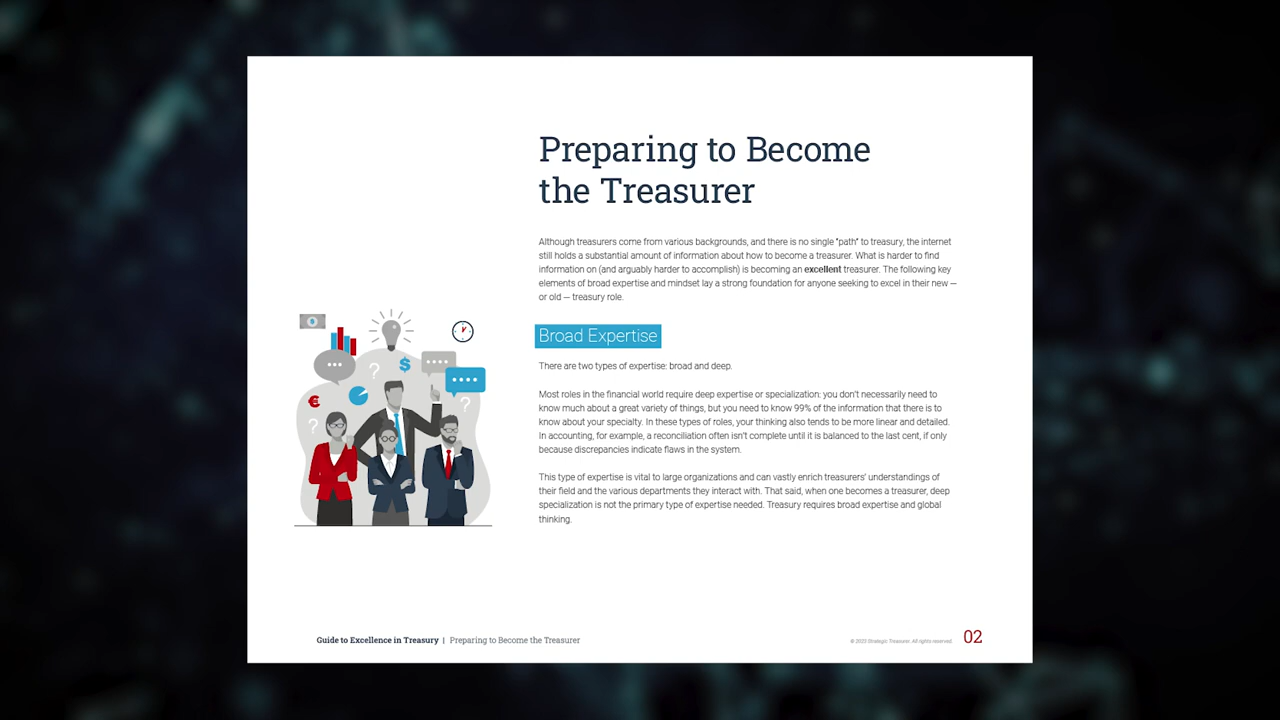 Preparing to Become
the Treasurer
Although treasurers come from various backgrounds, and there is no single "path" to treasury, the internet
still holds a substantial amount of information about how to become a treasurer. What is harder to find
information on (and arguably harder to accomplish) is becoming an excellent treasurer. The following key
elements of broad expertise and mindset lay a strong foundation for anyone seeking to excel in their new —
or old — treasury role.
Broad Expertise
There are two types of expertise: broad and deep.
Most roles in the financial world require deep expertise or specialization: you don't necessarily need to
know much about a great variety of things, but you need to know 99% of the information that there is to
know about your specialty. In these types of roles, your thinking also tends to be more linear and detailed.
In accounting, for example, a reconciliation often isn't complete until it is balanced to the last cent, if only
because discrepancies indicate flaws in the system.
This type of expertise is vital to large organizations and can vastly enrich treasurers' understandings of
their field and the various departments they interact with. That said, when one becomes a treasurer, deep
specialization is not the primary type of expertise needed. Treasury requires broad expertise and global
thinking.
Guide to Excellence in Treasury | Preparing to Become the Treasurer
© 2023 Strategic Treasurer. All rights reserved.
02